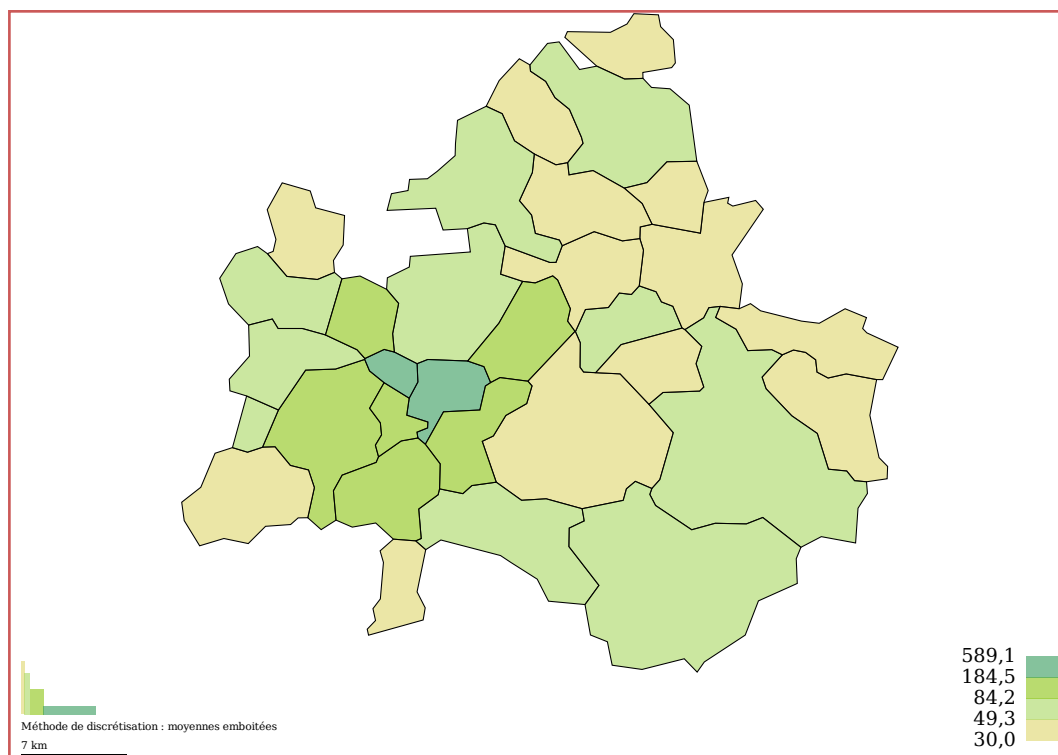 589,1
184,5
84,2
49,3
30,0
Méthode de discrétisation : moyennes emboitées
7 km